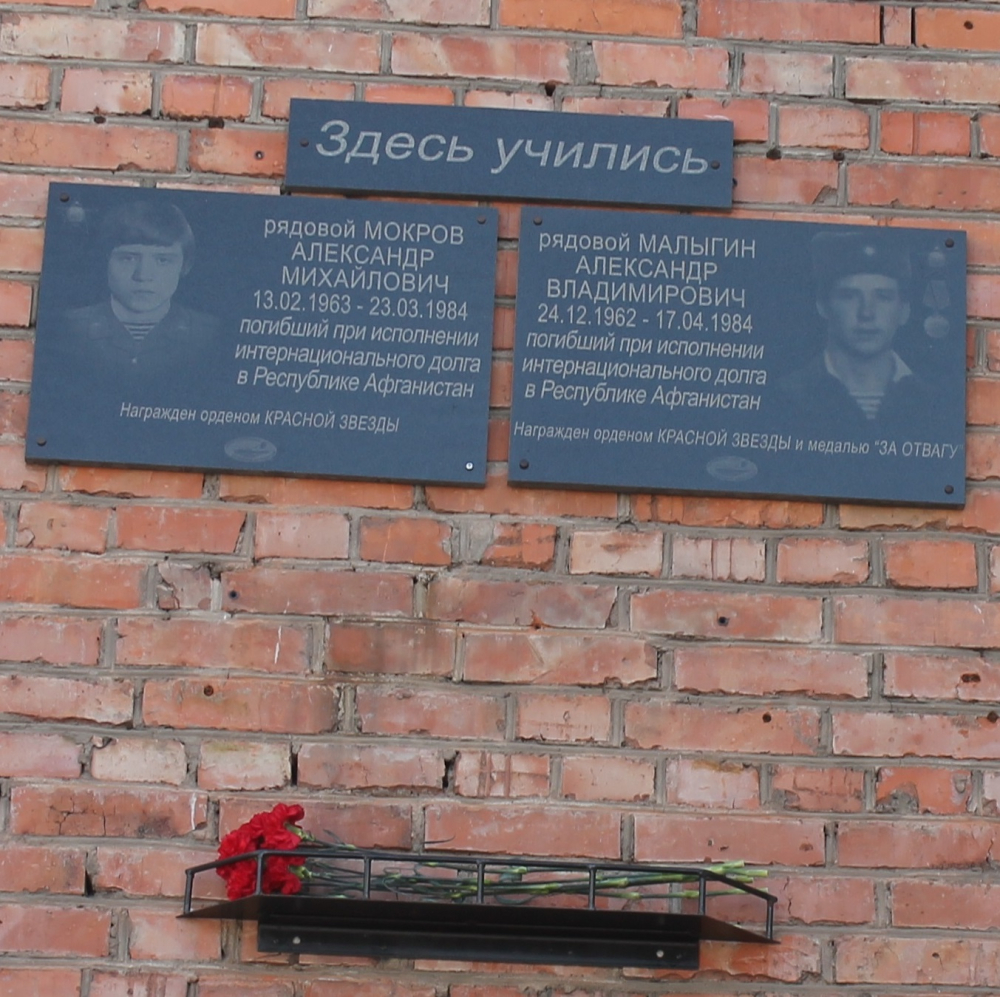 Здесь учились
рядовой МОКРОВ
АЛЕКСАНДР
МИХАЙЛОВИЧ
13.02.1963 - 23.03.1984
погибший при исполнении
интернационального долга
в Республике Афганистан
Награжден орденом КРАСНОЙ ЗВЕЗДЫ
рядовой МАЛЫГИН
АЛЕКСАНДР
ВЛАДИМИРОВИЧ
24.12.1962 - 17.04.1984
погибший при исполнении
интернационального долга
в Республике Афганистан
Награжден орденом КРАСНОЙ ЗВЕЗДЫ и медалью "ЗА ОТВАГУ"